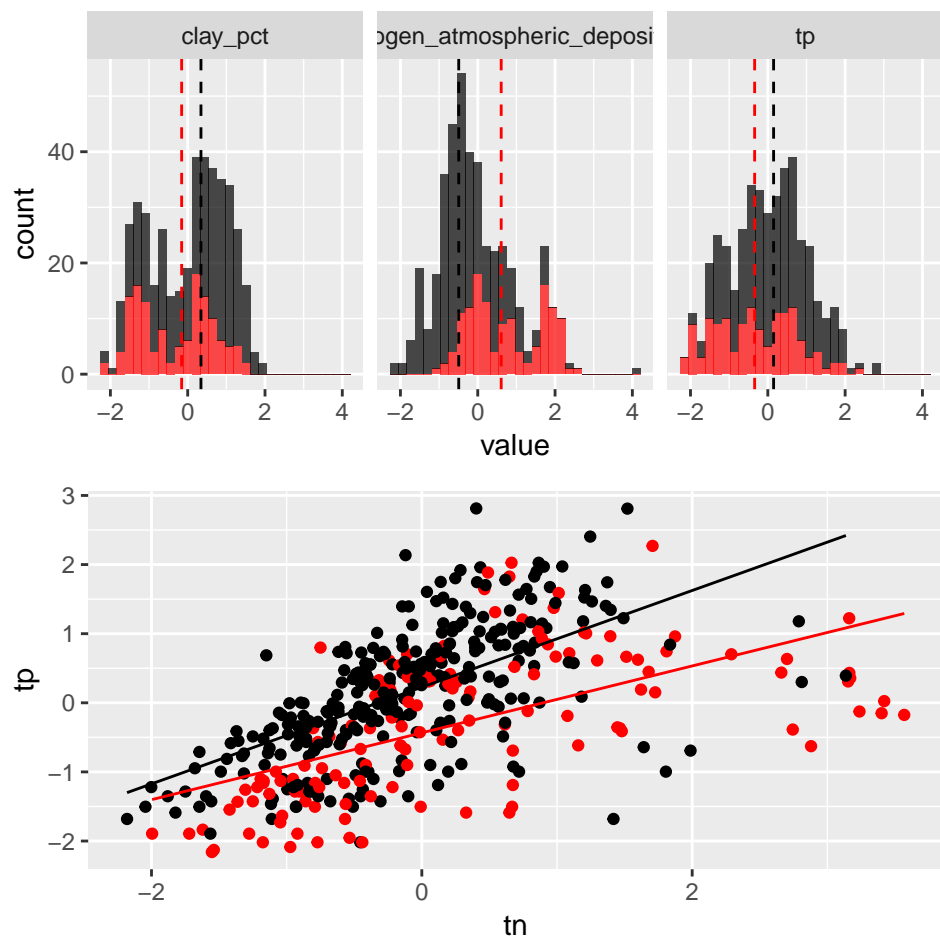 clay_pct
ogen_atmospheric_deposi
tp
count
40
20
0
−2 0 2 4
−2 0 2 4
−2 0 2 4
value
tp
3
2
1
0
−1
−2
−2 0 2
tn